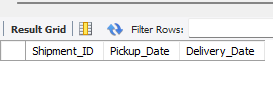 Result Grid Filter Rows:
Shipment_ID Pickup_Date Delivery_Date